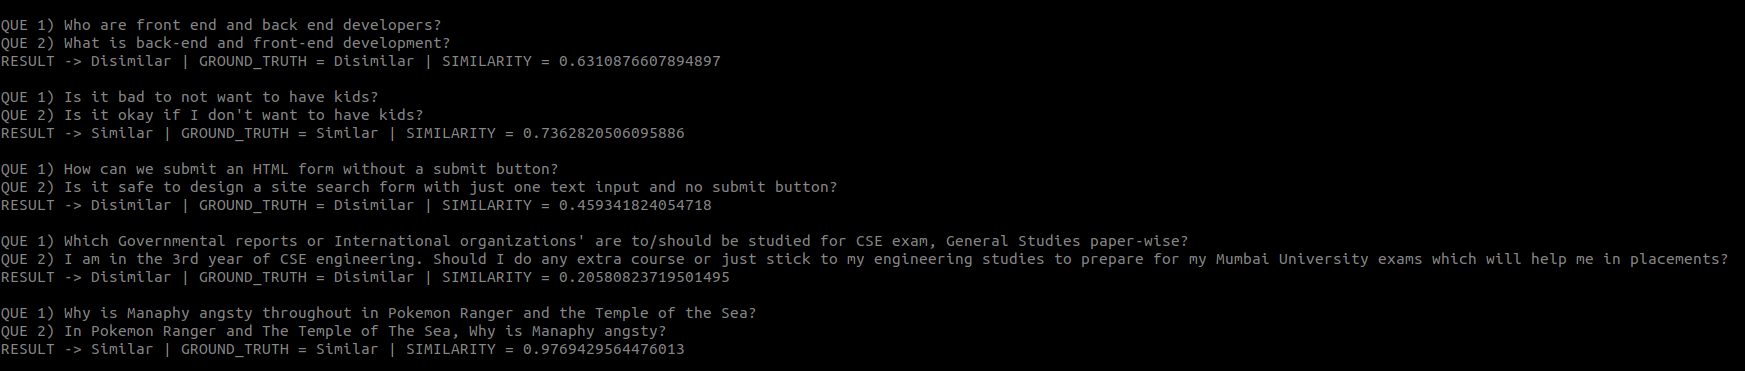 QUE 1) Who are front end and back end developers?
QUE 2) What is back-end and front-end development?
RESULT -> Disimilar | GROUND_TRUTH = Disimilar | SIMILARITY = 0.6310876607894897
QUE 1) Is it bad to not want to have kids?
QUE 2) Is it okay if I don't want to have kids?
RESULT -> Similar | GROUND_TRUTH = Similar | SIMILARITY = 0.7362820506095886
QUE 1) How can we submit an HTML form without a submit button?
QUE 2) Is it safe to design a site search form with just one text input and no submit button?
RESULT -> Disimilar | GROUND_TRUTH = Disimilar | SIMILARITY = 0.459341824054718
QUE 1) Which Governmental reports or International organizations' are to/should be studied for CSE exam, General Studies paper-wise?
QUE 2) I am in the 3rd year of CSE engineering. Should I do any extra course or just stick to my engineering studies to prepare for my Mumbai University exams which will help me in placements?
RESULT -> Disimilar | GROUND_TRUTH = Disimilar | SIMILARITY = 0.20580823719501495
QUE 1) Why is Manaphy angsty throughout in Pokemon Ranger and the Temple of the Sea?
QUE 2) In Pokemon Ranger and The Temple of The Sea, Why is Manaphy angsty?
RESULT -> Similar | GROUND_TRUTH = Similar | SIMILARITY = 0.9769429564476013